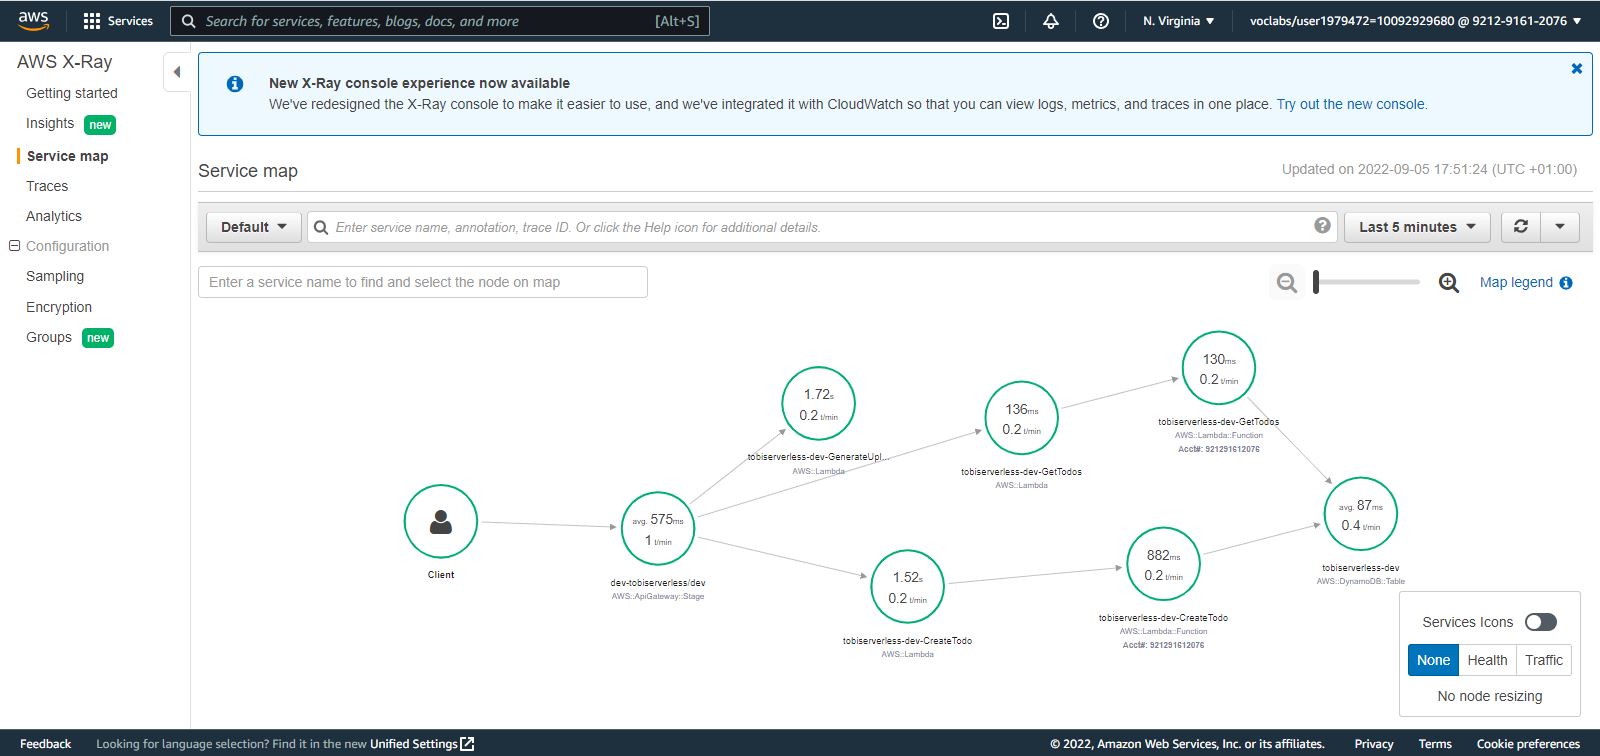 aws
Services
Search for services, features, blogs, docs, and more
[Alt+S]
N. Virginia
voclabs/user1979472=10092929680 @ 9212-9161-2076
AWS X-Ray
Getting started
Insights new
Service map
Traces
Analytics
Configuration
Sampling
Encryption
Groups new
New X-Ray console experience now available
We've redesigned the X-Ray console to make it easier to use, and we've integrated it with CloudWatch so that you can view logs, metrics, and traces in one place. Try out the new console.
Service map
Updated on 2022-09-05 17:51:24 (UTC +01:00)
Default
Enter service name, annotation, trace ID. Or click the Help icon for additional details.
Last 5 minutes
Enter a service name to find and select the node on map
Map legend
Client
avg. 575ms
1 t/min
dev-tobiserverless/dev
AWS::ApiGateway::Stage
1.72s
0.2 t/min
tobiserverless-dev-GenerateUpl...
AWS::Lambda
136ms
0.2 t/min
tobiserverless-dev-GetTodos
AWS::Lambda
130ms
0.2 t/min
tobiserverless-dev-GetTodos
AWS::Lambda::Function
Acct#: 921291612076
1.52s
0.2 t/min
tobiserverless-dev-CreateTodo
AWS::Lambda
882ms
0.2 t/min
tobiserverless-dev-CreateTodo
AWS::Lambda::Function
Acct#: 921291612076
avg. 87ms
0.4 t/min
tobiserverless-dev
AWS::DynamoDB::Table
Services Icons
None Health Traffic
No node resizing
Feedback
Looking for language selection? Find it in the new Unified Settings
© 2022, Amazon Web Services, Inc. or its affiliates.
Privacy
Terms
Cookie preferences